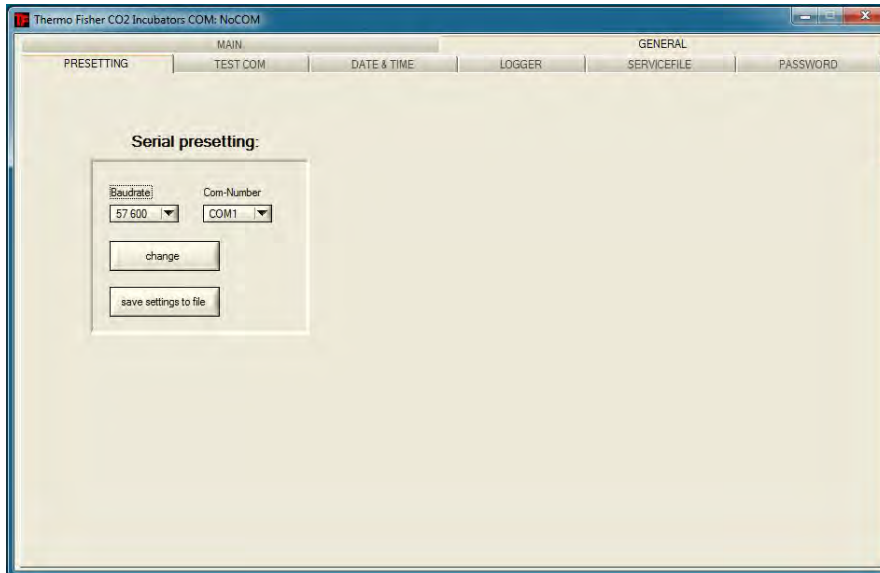 Thermo Fisher CO2 Incubators COM: NoCOM
MAIN GENERAL
PRESETTING TEST COM DATE & TIME LOGGER SERVICEFILE PASSWORD
Serial presetting:
Baudrate Com-Number
57 600 COM1
change
save settings to file